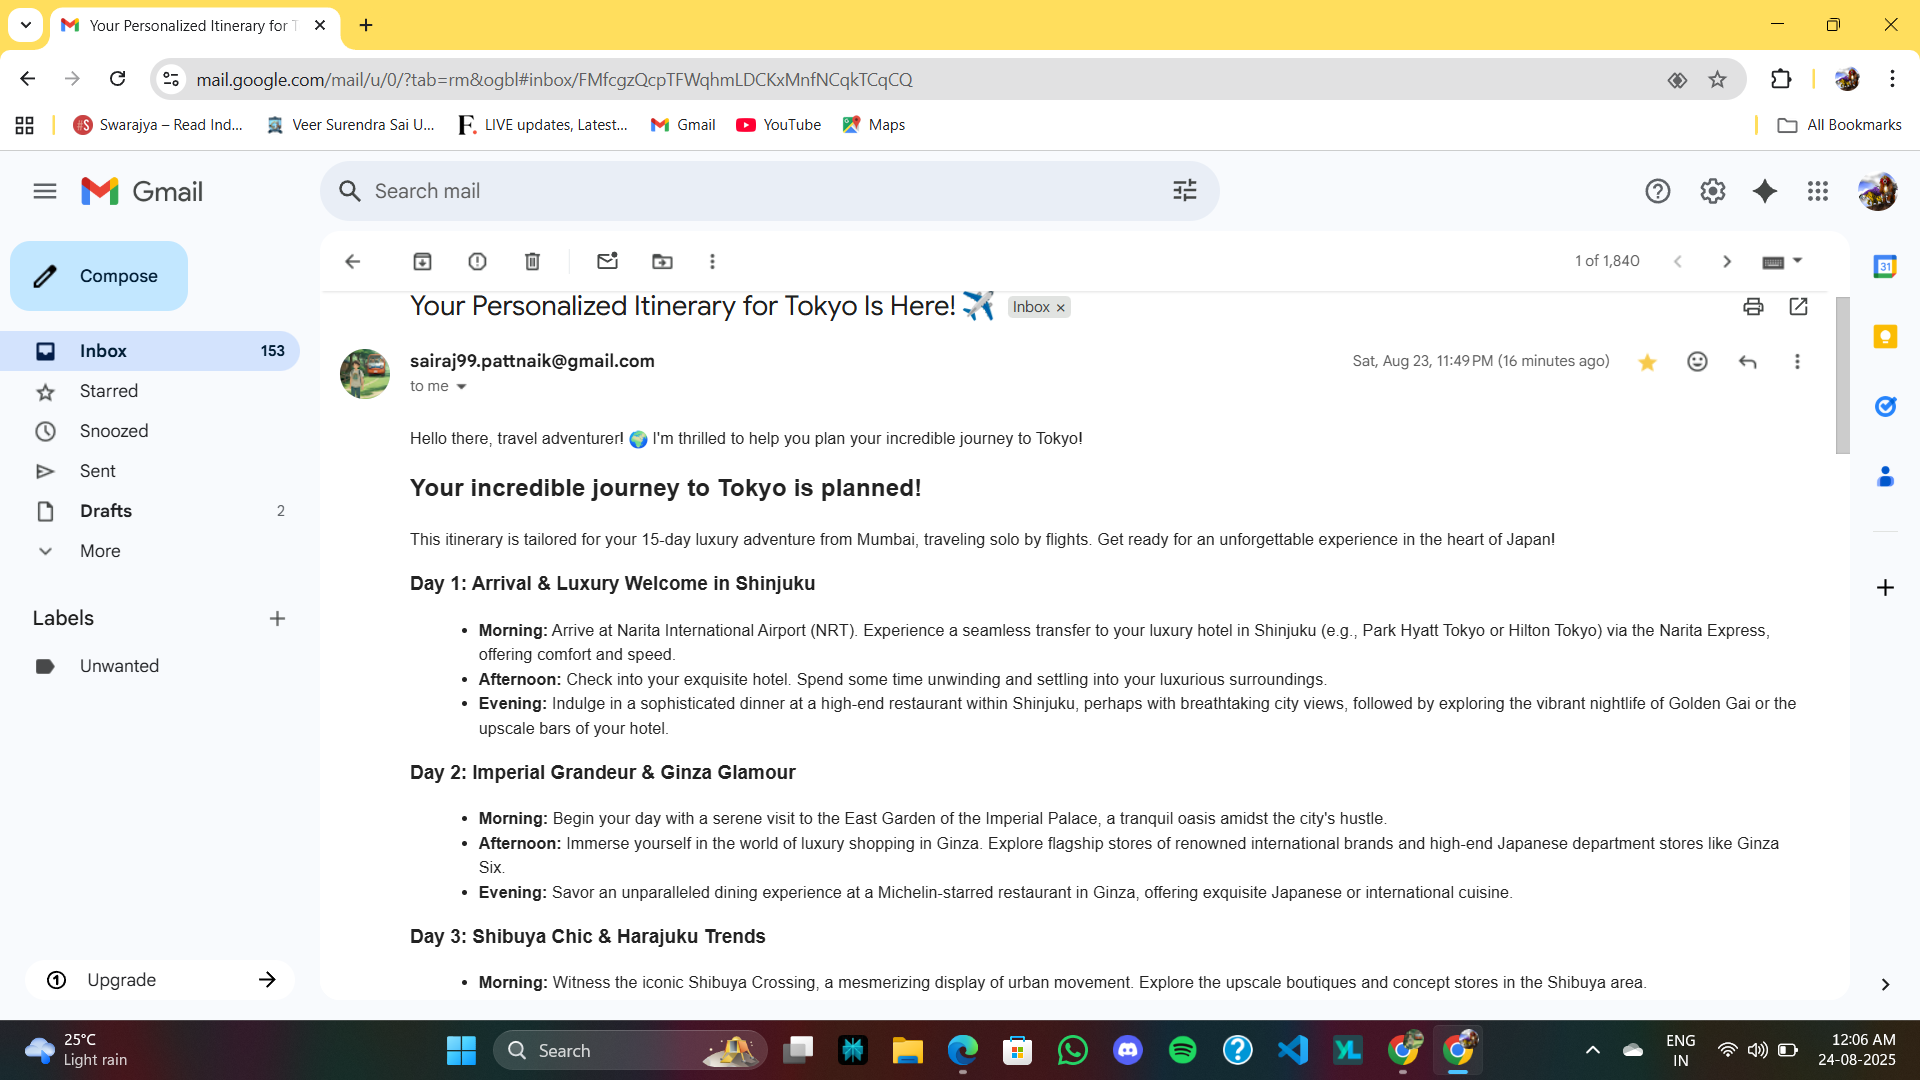 Your Personalized Itinerary for T
mail.google.com/mail/u/0/?tab=rm&ogbl#inbox/FMfcgzQcpTFWqhmLDCKxMnfNCqkTCqCQ
Swarajya – Read Ind...
Veer Surendra Sai U...
LIVE updates, Latest...
Gmail
YouTube
Maps
All Bookmarks
Gmail
Search mail
Compose
Inbox 153
Starred
Snoozed
Sent
Drafts 2
More
Labels
Unwanted
Upgrade
1 of 1,840
Your Personalized Itinerary for Tokyo Is Here! ✈️ Inbox ×
sairaj99.pattnaik@gmail.com
Sat, Aug 23, 11:49 PM (16 minutes ago)
to me
Hello there, travel adventurer! 🌍 I'm thrilled to help you plan your incredible journey to Tokyo!
Your incredible journey to Tokyo is planned!
This itinerary is tailored for your 15-day luxury adventure from Mumbai, traveling solo by flights. Get ready for an unforgettable experience in the heart of Japan!
Day 1: Arrival & Luxury Welcome in Shinjuku
• Morning: Arrive at Narita International Airport (NRT). Experience a seamless transfer to your luxury hotel in Shinjuku (e.g., Park Hyatt Tokyo or Hilton Tokyo) via the Narita Express,
offering comfort and speed.
• Afternoon: Check into your exquisite hotel. Spend some time unwinding and settling into your luxurious surroundings.
• Evening: Indulge in a sophisticated dinner at a high-end restaurant within Shinjuku, perhaps with breathtaking city views, followed by exploring the vibrant nightlife of Golden Gai or the
upscale bars of your hotel.
Day 2: Imperial Grandeur & Ginza Glamour
• Morning: Begin your day with a serene visit to the East Garden of the Imperial Palace, a tranquil oasis amidst the city's hustle.
• Afternoon: Immerse yourself in the world of luxury shopping in Ginza. Explore flagship stores of renowned international brands and high-end Japanese department stores like Ginza
Six.
• Evening: Savor an unparalleled dining experience at a Michelin-starred restaurant in Ginza, offering exquisite Japanese or international cuisine.
Day 3: Shibuya Chic & Harajuku Trends
• Morning: Witness the iconic Shibuya Crossing, a mesmerizing display of urban movement. Explore the upscale boutiques and concept stores in the Shibuya area.
31
25°C
Light rain
Search
YL
ENG
IN
12:06 AM
24-08-2025